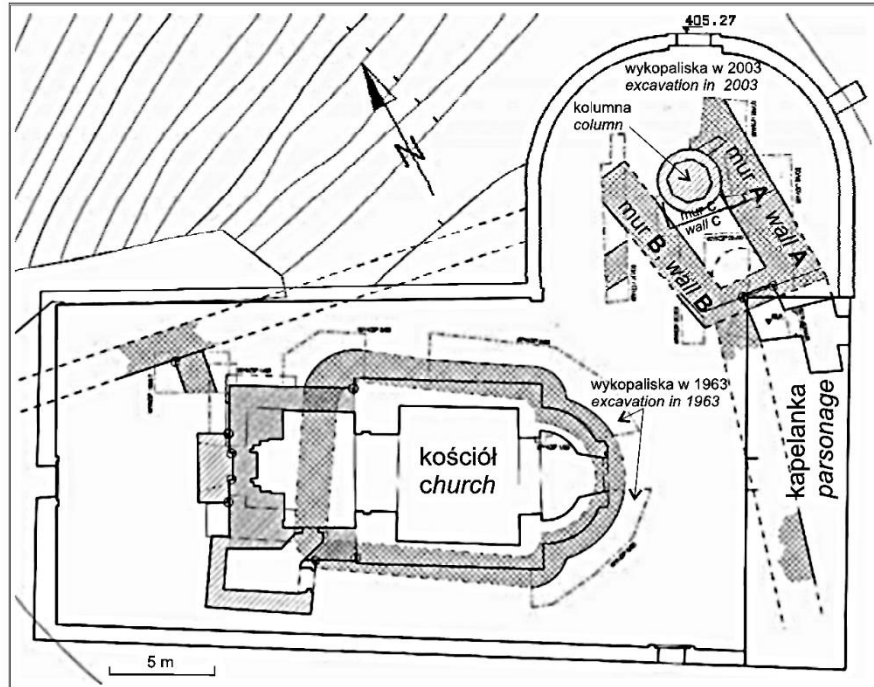 405.27
wykopaliska w 2003
excavation in 2003
kolumna
column
mur A, wall A
mur C
wall C
mur B, wall B
N
wykopaliska w 1963
excavation in 1963
kościół
church
kapelanka
parsonage
5 m